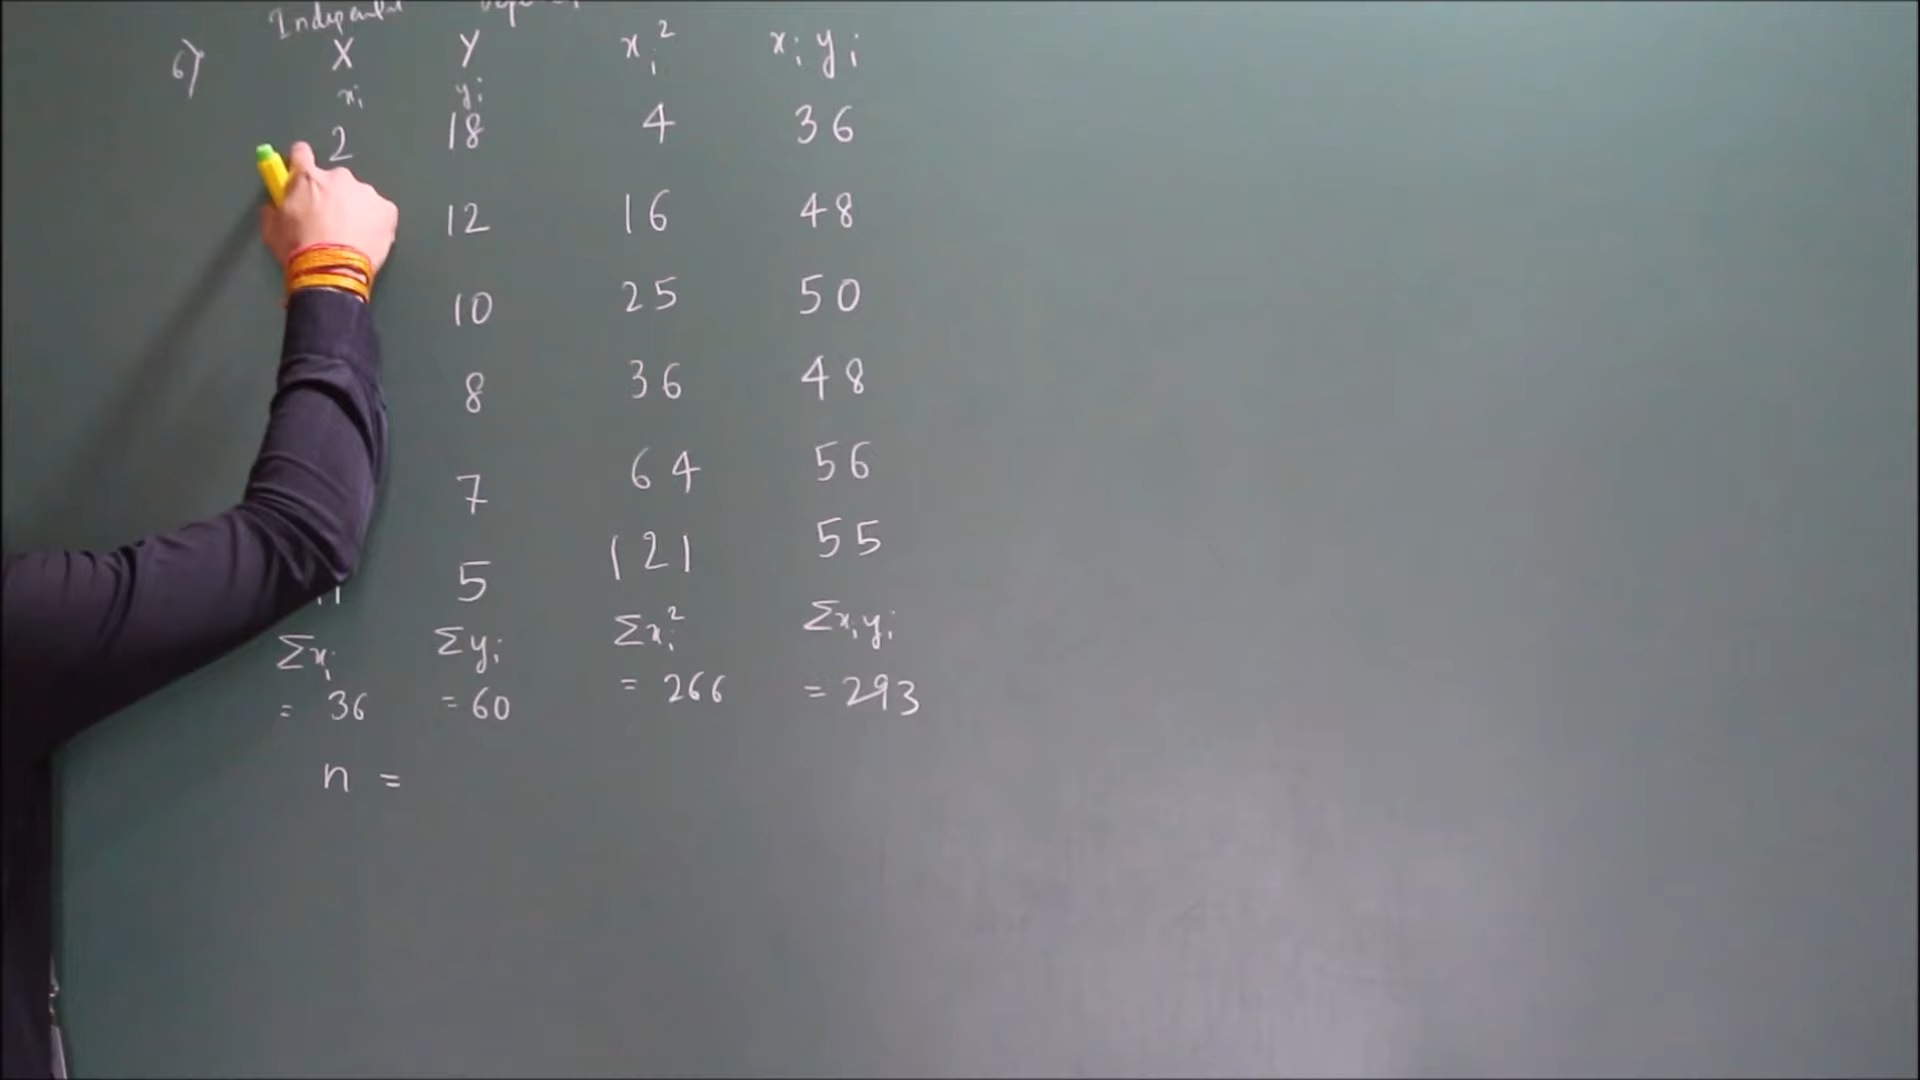 Independent
6) X Y xᵢ² xᵢyᵢ
xᵢ yᵢ
2 18 4 36
12 16 48
10 25 50
8 36 48
7 64 56
5 121 55
Σxᵢ Σyᵢ Σxᵢ² Σxᵢyᵢ
= 36 = 60 = 266 = 293
n =